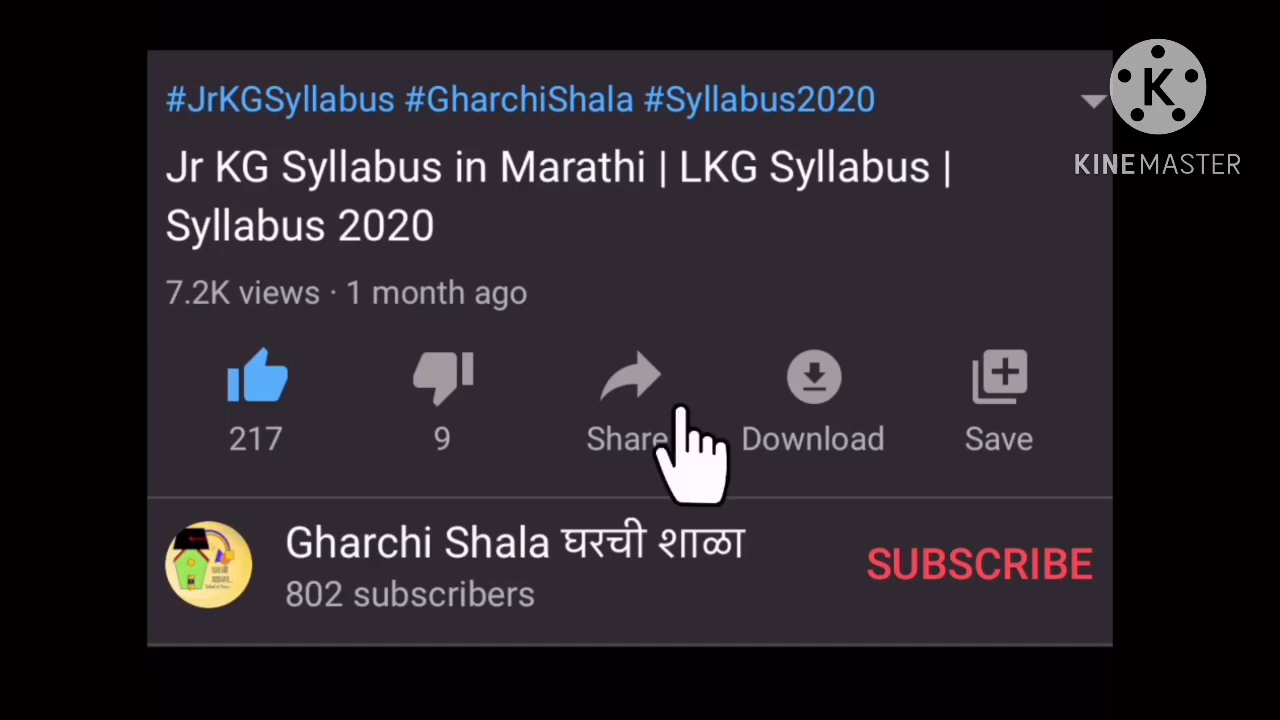 #JrKGSyllabus #GharchiShala #Syllabus2020
Jr KG Syllabus in Marathi | LKG Syllabus |
Syllabus 2020
7.2K views · 1 month ago
217
9
Share
Download
Save
Gharchi Shala घरची शाळा
802 subscribers
SUBSCRIBE
K
KINEMASTER